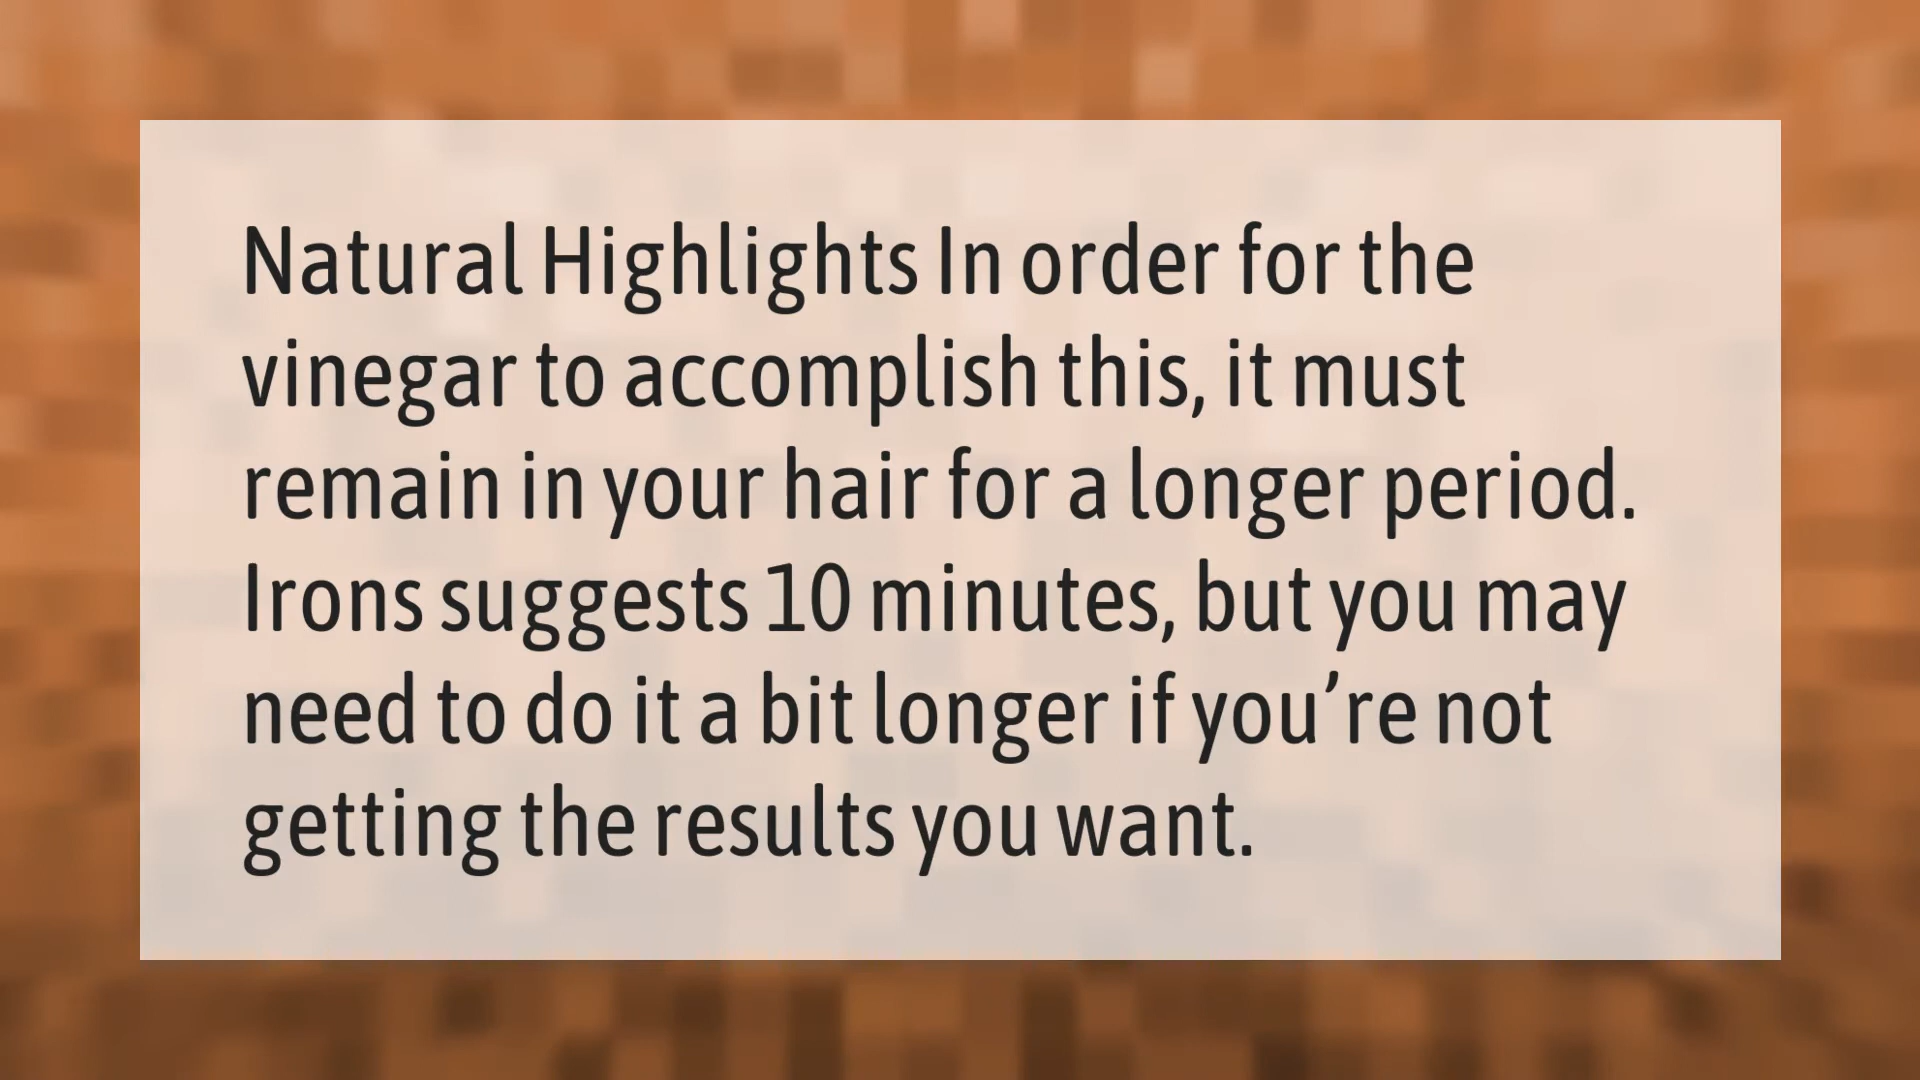 Natural Highlights In order for the
vinegar to accomplish this, it must
remain in your hair for a longer period.
Irons suggests 10 minutes, but you may
need to do it a bit longer if you’re not
getting the results you want.